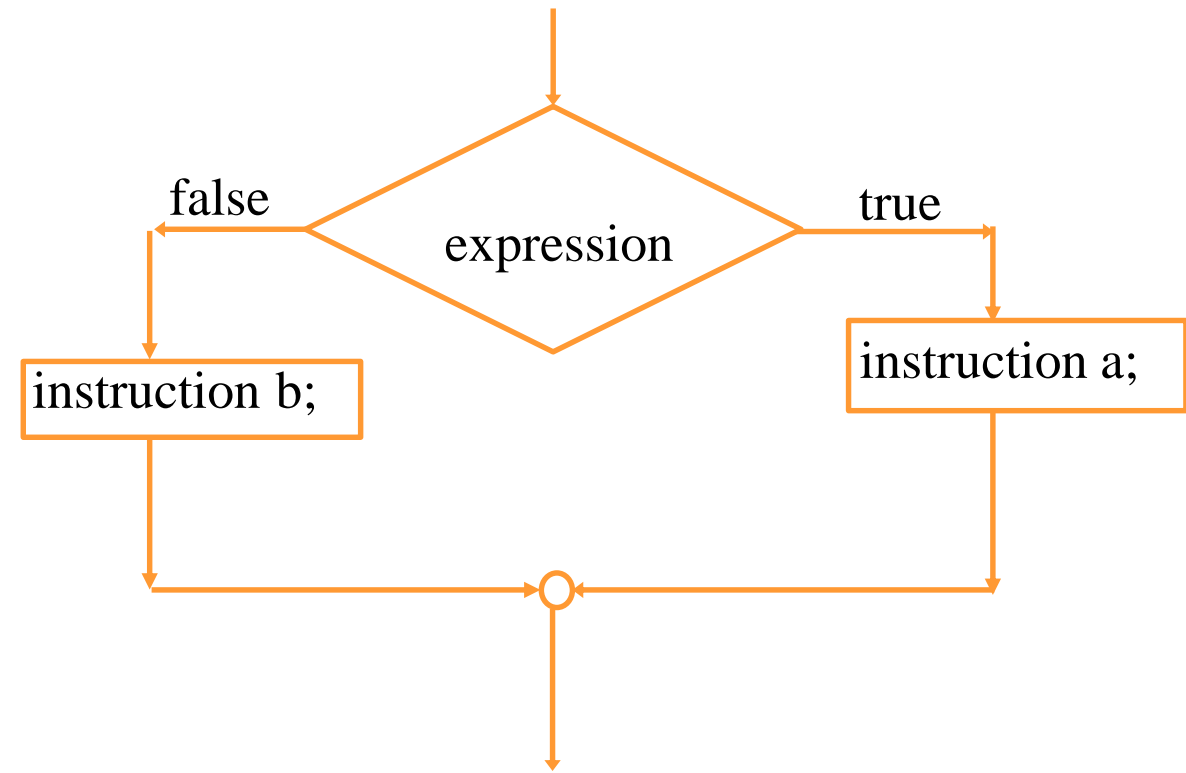 false
true
expression
instruction a;
instruction b;